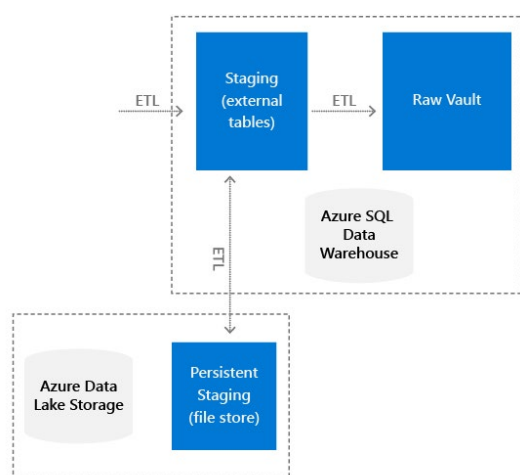 ETL
Staging
(external
tables)
ETL
Raw Vault
Azure SQL
Data
Warehouse
ETL
Azure Data
Lake Storage
Persistent
Staging
(file store)